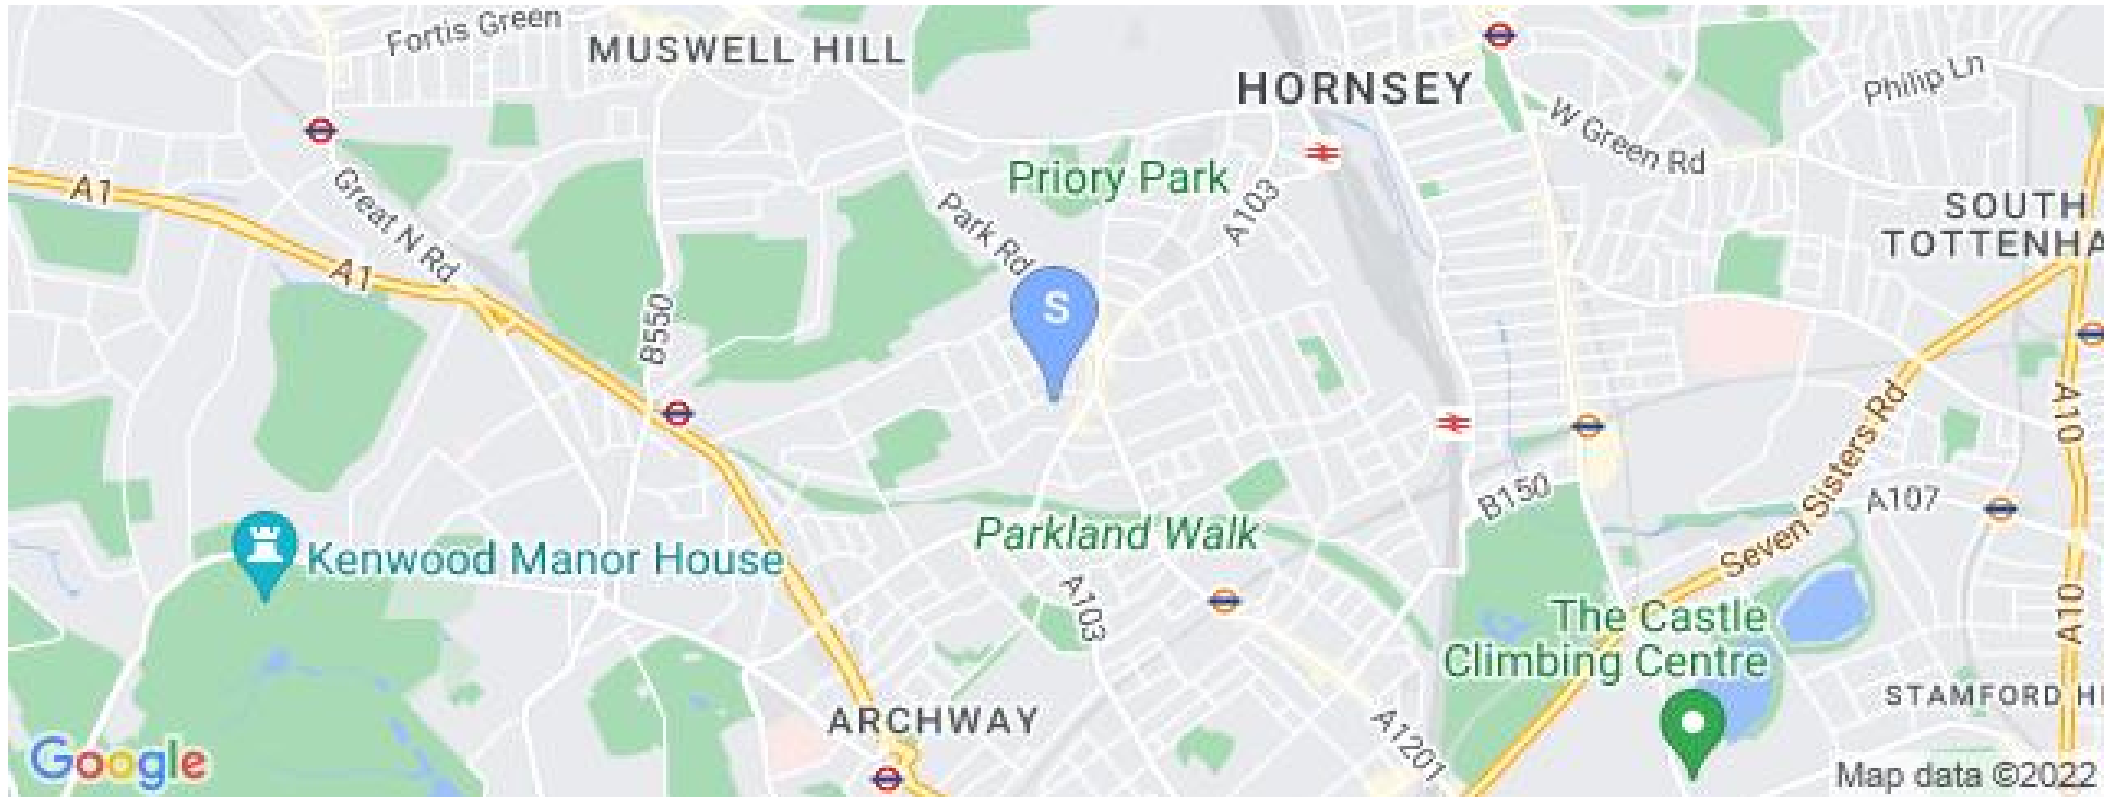 Fortis Green
MUSWELL HILL
HORNSEY
Philip Ln
W Green Rd
A1
Great N Rd
Priory Park
A103
Park Rd
SOUTH
TOTTENHA
A1
S
B550
Seven Sisters Rd
A10
B150
A107
Parkland Walk
Kenwood Manor House
A103
The Castle
Climbing Centre
A10
STAMFORD HI
ARCHWAY
A1201
Google
Map data ©2022